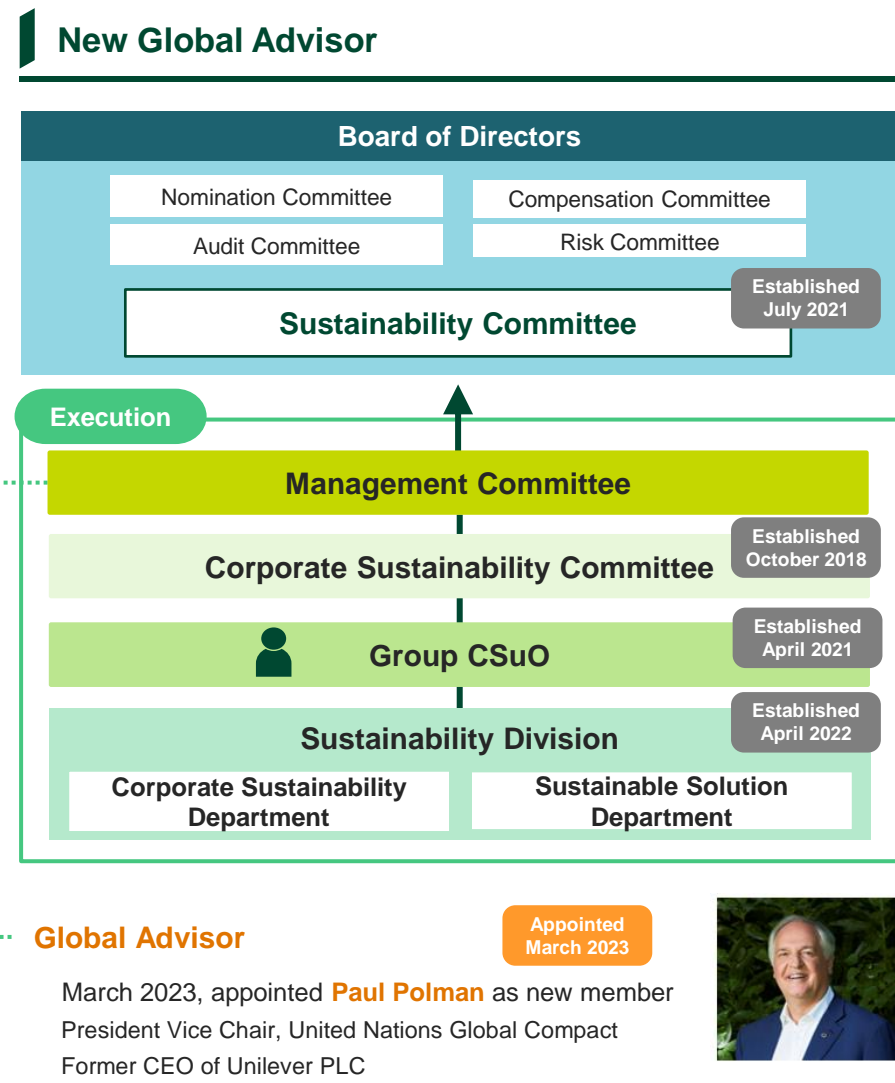 New Global Advisor
Board of Directors
Nomination Committee
Compensation Committee
Audit Committee
Risk Committee
Established
July 2021
Sustainability Committee
Execution
Management Committee
Established
October 2018
Corporate Sustainability Committee
Established
April 2021
Group CSuO
Established
April 2022
Sustainability Division
Corporate Sustainability
Department
Sustainable Solution
Department
Global Advisor
Appointed
March 2023
March 2023, appointed Paul Polman as new member
President Vice Chair, United Nations Global Compact
Former CEO of Unilever PLC